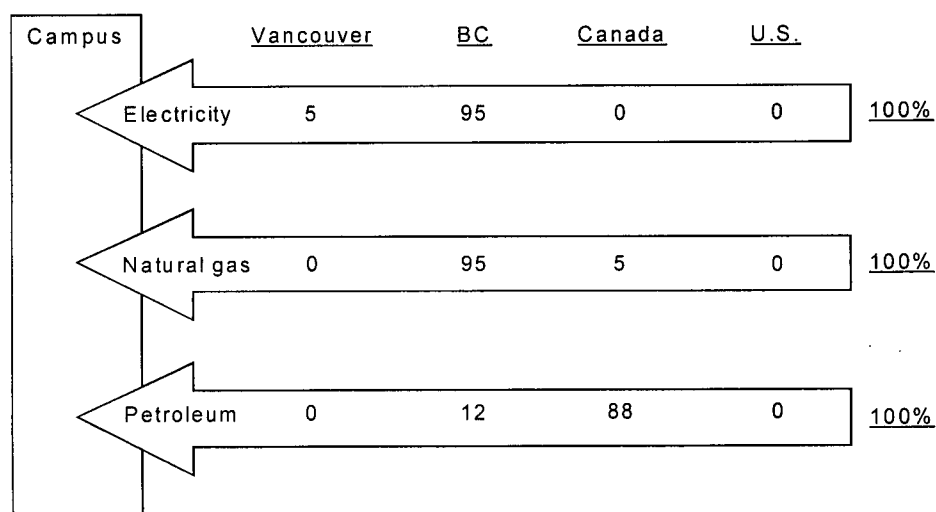 Campus Vancouver BC Canada U.S.
Electricity 5 95 0 0 100%
Natural gas 0 95 5 0 100%
Petroleum 0 12 88 0 100%